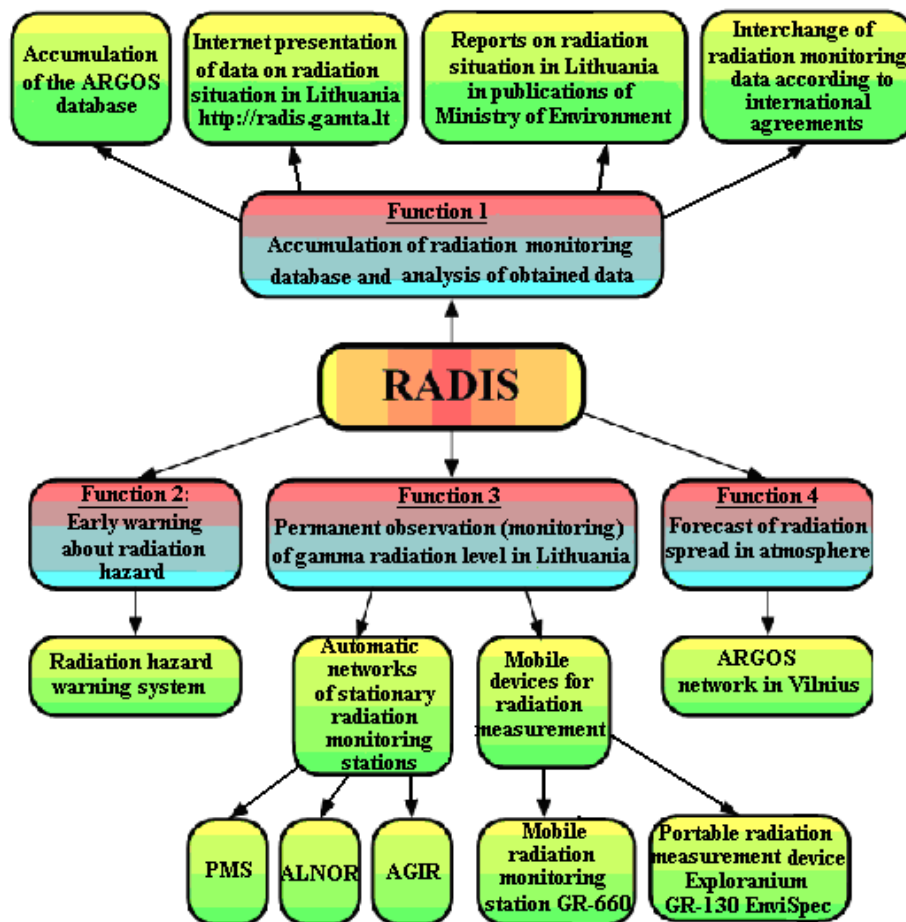 Accumulation
of the ARGOS
database
Internet presentation
of data on radiation
situation in Lithuania
http://radis.gamta.lt
Reports on radiation
situation in Lithuania
in publications of
Ministry of Environment
Interchange of
radiation monitoring
data according to
international
agreements
Function 1
Accumulation of radiation monitoring
database and analysis of obtained data
RADIS
Function 2:
Early warning
about radiation
hazard
Function 3
Permanent observation (monitoring)
of gamma radiation level in Lithuania
Function 4
Forecast of radiation
spread in atmosphere
Radiation hazard
warning system
Automatic
networks
of stationary
radiation
monitoring
stations
Mobile
devices for
radiation
measurement
ARGOS
network in Vilnius
PMS
ALNOR
AGIR
Mobile
radiation
monitoring
station GR-660
Portable radiation
measurement device
Exploranium
GR-130 EnviSpec